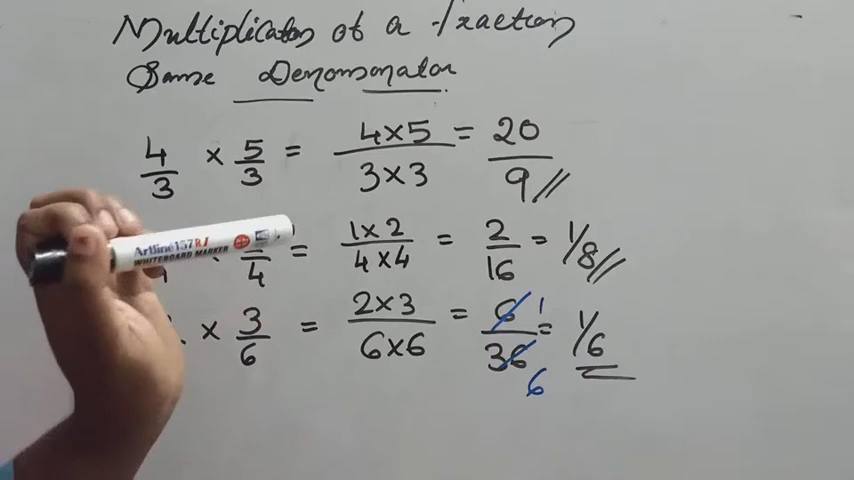 Multiplication of a fraction
Same Denomonator
4/3 × 5/3 = 4×5/3×3 = 20/9
/4 = 1×2/4×4 = 2/16 = 1/8
× 3/6 = 2×3/6×6 = 6/36 = 1/6
1
6
Artline 157R
WHITEBOARD MARKER